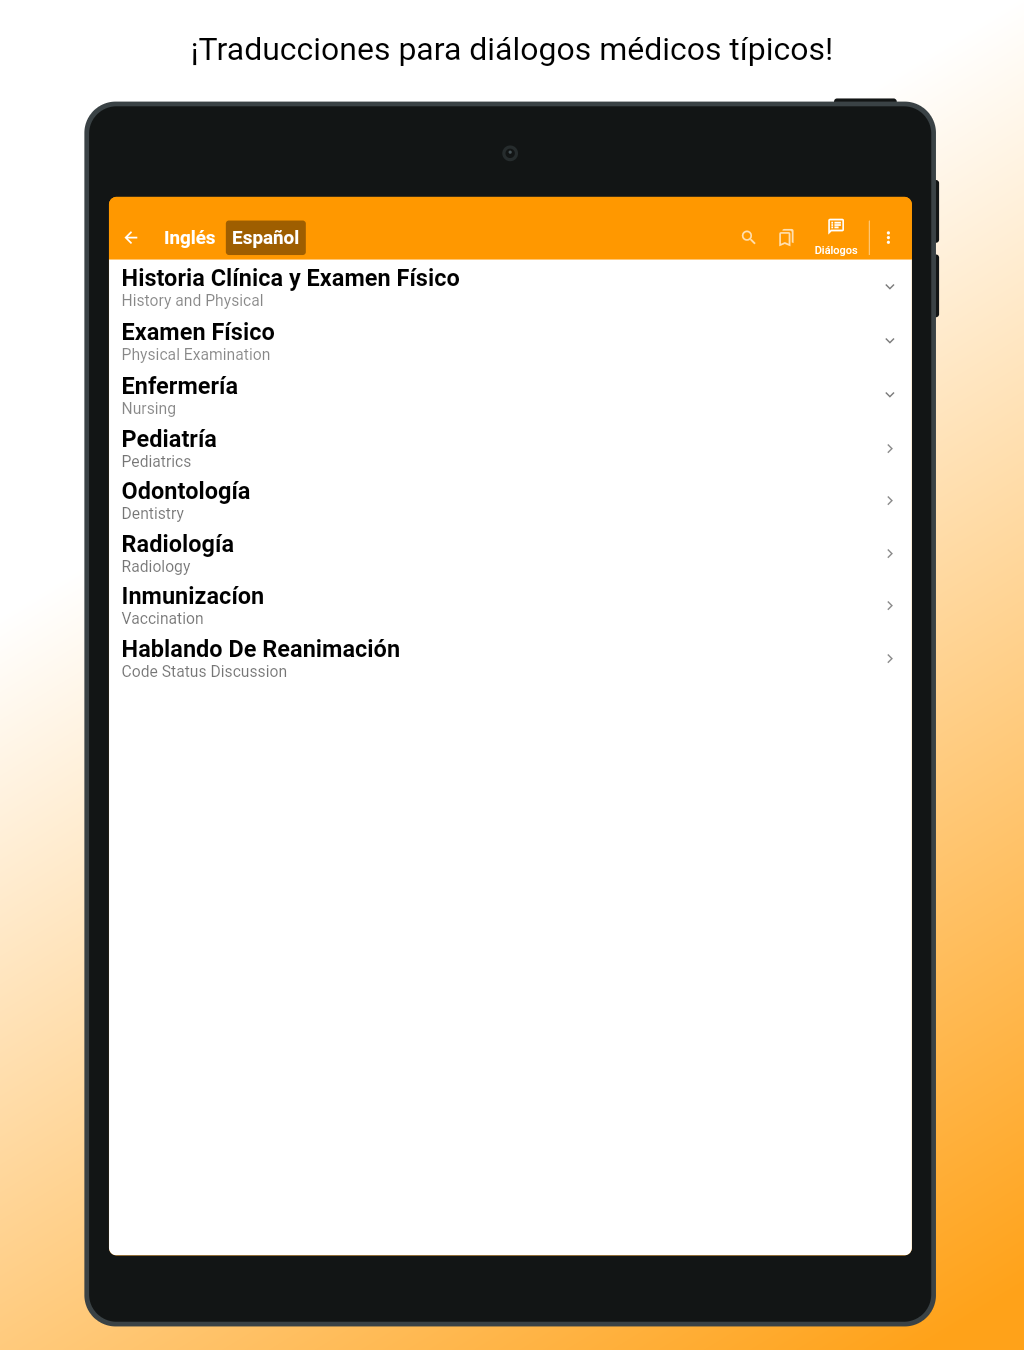 ¡Traducciones para diálogos médicos típicos!
Inglés Español
Diálogos
Historia Clínica y Examen Físico
History and Physical
Examen Físico
Physical Examination
Enfermería
Nursing
Pediatría
Pediatrics
Odontología
Dentistry
Radiología
Radiology
Inmunizacíon
Vaccination
Hablando De Reanimación
Code Status Discussion